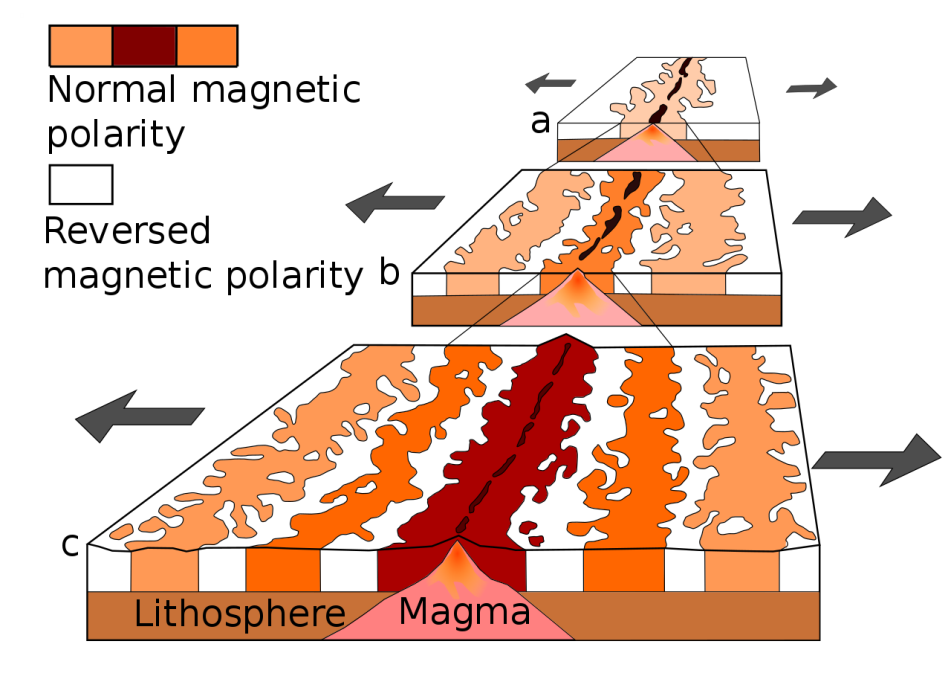 Normal magnetic
polarity
Reversed
magnetic polarity
a
b
c
Lithosphere
Magma